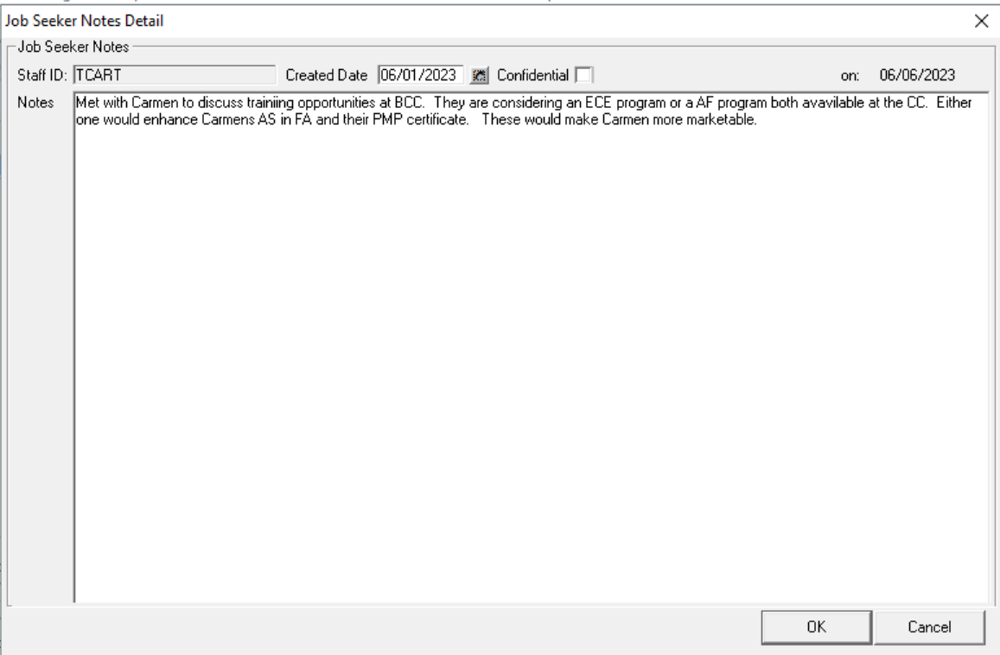 Job Seeker Notes Detail
Job Seeker Notes
Staff ID: TCART Created Date 06/01/2023 Confidential on: 06/06/2023
Notes Met with Carmen to discuss trainiing opportunities at BCC. They are considering an ECE program or a AF program both avavilable at the CC. Either
one would enhance Carmens AS in FA and their PMP certificate. These would make Carmen more marketable.
OK Cancel